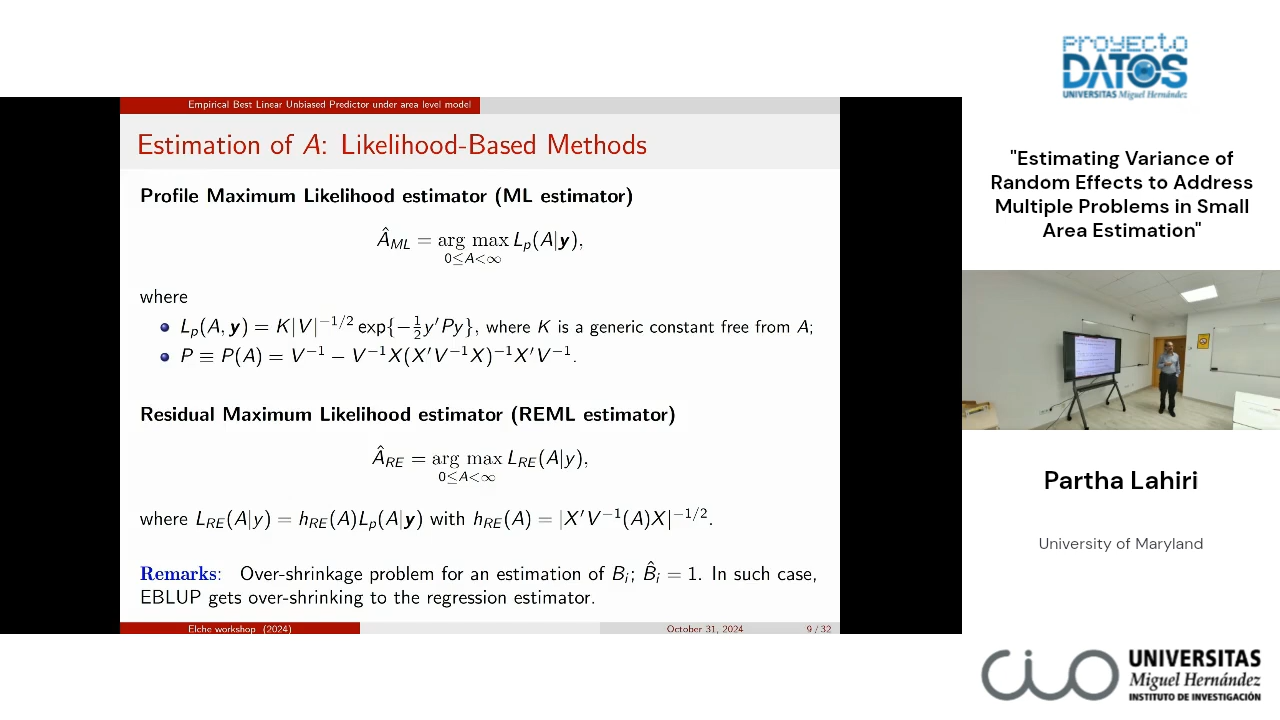 Empirical Best Linear Unbiased Predictor under area level model
Estimation of A: Likelihood-Based Methods
Profile Maximum Likelihood estimator (ML estimator)
Â_ML = arg max L_p(A|y),
0≤A<∞
where
L_p(A, y) = K|V|^{−1/2} exp{−½y′Py}, where K is a generic constant free from A;
P ≡ P(A) = V^{−1} − V^{−1}X(X′V^{−1}X)^{−1}X′V^{−1}.
Residual Maximum Likelihood estimator (REML estimator)
Â_RE = arg max L_RE(A|y),
0≤A<∞
where L_RE(A|y) = h_RE(A)L_p(A|y) with h_RE(A) = |X′V^{−1}(A)X|^{−1/2}.
Remarks: Over-shrinkage problem for an estimation of B_i; B̂_i = 1. In such case,
EBLUP gets over-shrinking to the regression estimator.
Elche workshop (2024)
October 31, 2024
9 / 32
PROYECTO
DATOS
UNIVERSITAS Miguel Hernández
"Estimating Variance of
Random Effects to Address
Multiple Problems in Small
Area Estimation"
Partha Lahiri
University of Maryland
CIO
UNIVERSITAS
Miguel Hernández
INSTITUTO DE INVESTIGACIÓN